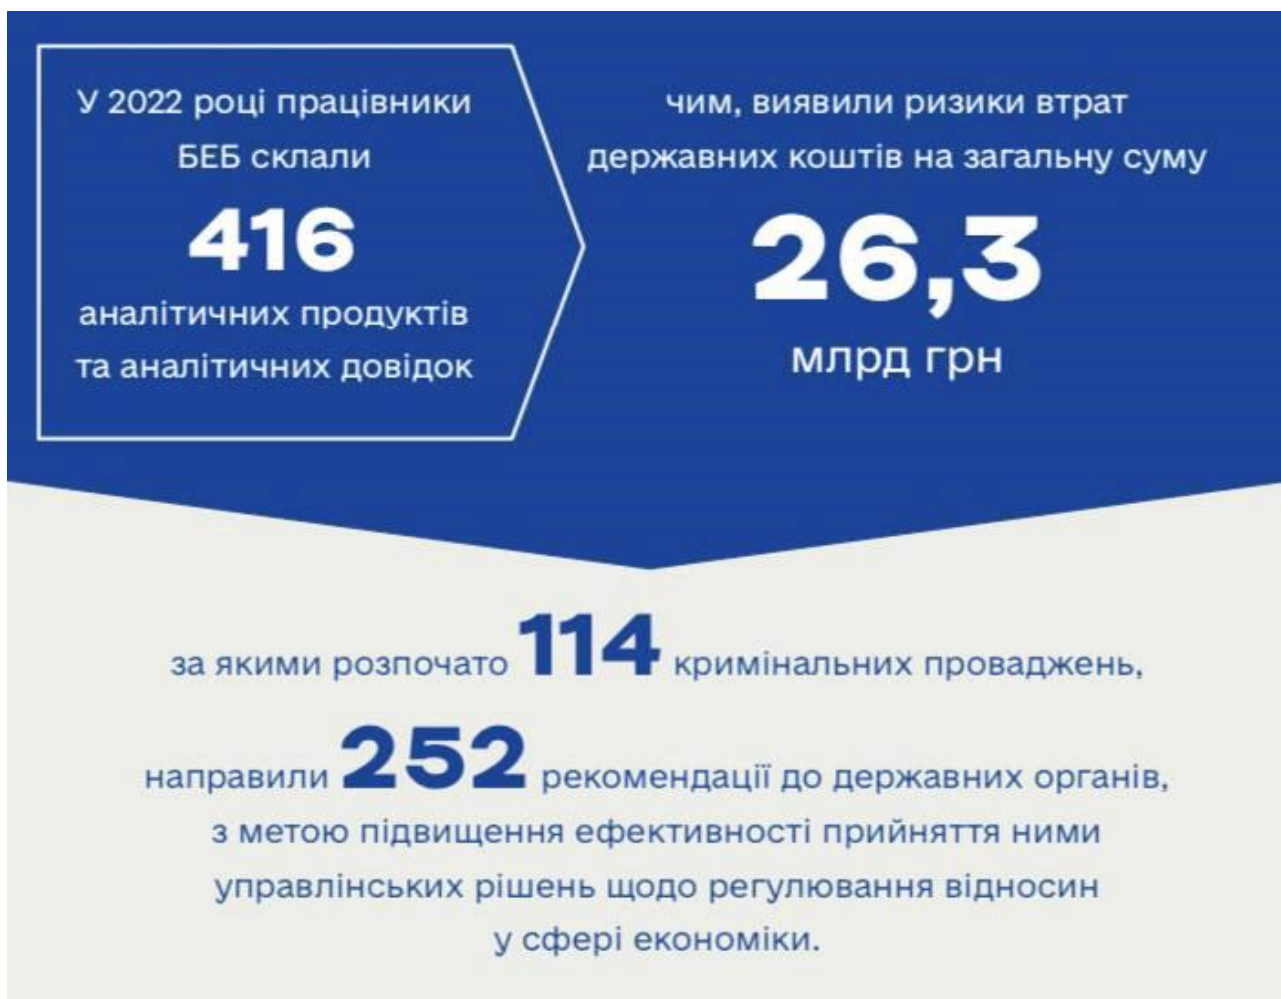 У 2022 році працівники
БЕБ склали
416
аналітичних продуктів
та аналітичних довідок
чим, виявили ризики втрат
державних коштів на загальну суму
26,3
млрд грн
за якими розпочато 114 кримінальних проваджень,
направили 252 рекомендації до державних органів,
з метою підвищення ефективності прийняття ними
управлінських рішень щодо регулювання відносин
у сфері економіки.